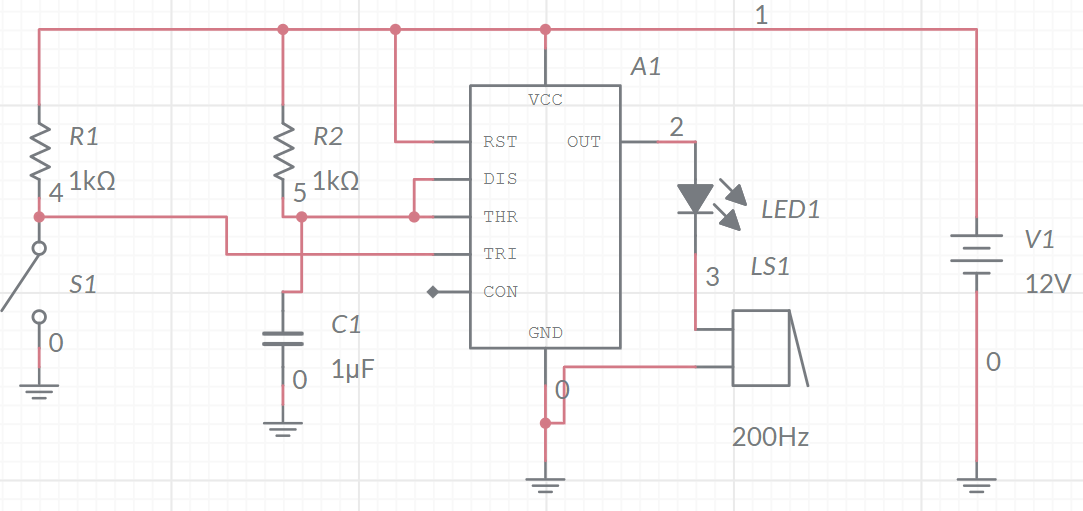 1
A1
VCC
R1
1kΩ
4
R2
1kΩ
5
RST
OUT
2
DIS
THR
TRI
CON
GND
LED1
3
LS1
200Hz
V1
12V
0
S1
0
C1
1μF
0
0